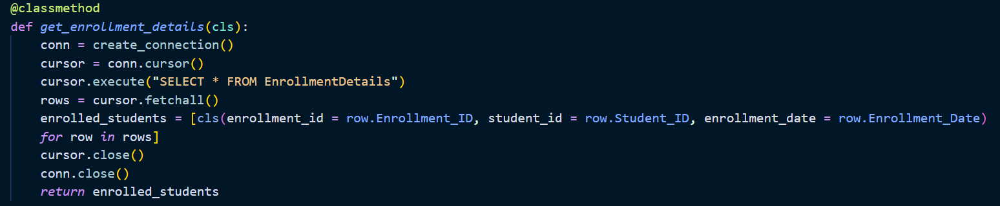 @classmethod
def get_enrollment_details(cls):
    conn = create_connection()
    cursor = conn.cursor()
    cursor.execute("SELECT * FROM EnrollmentDetails")
    rows = cursor.fetchall()
    enrolled_students = [cls(enrollment_id = row.Enrollment_ID, student_id = row.Student_ID, enrollment_date = row.Enrollment_Date)
    for row in rows]
    cursor.close()
    conn.close()
    return enrolled_students